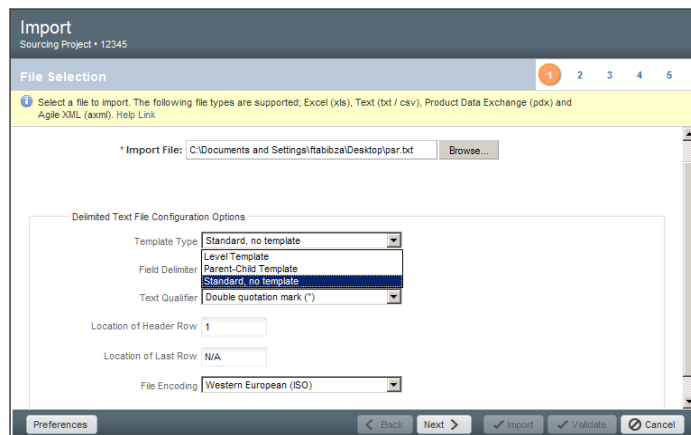 Import
Sourcing Project • 12345
File Selection
1 2 3 4 5
Select a file to import. The following file types are supported; Excel (xls), Text (txt / csv), Product Data Exchange (pdx) and
Agile XML (axml). Help Link
* Import File: C:\Documents and Settings\ftabibza\Desktop\psr.txt Browse...
Delimited Text File Configuration Options
Template Type Standard, no template
Level Template
Field Delimiter Parent-Child Template
Standard, no template
Text Qualifier Double quotation mark (")
Location of Header Row 1
Location of Last Row N/A
File Encoding Western European (ISO)
Preferences Back Next Import Validate Cancel